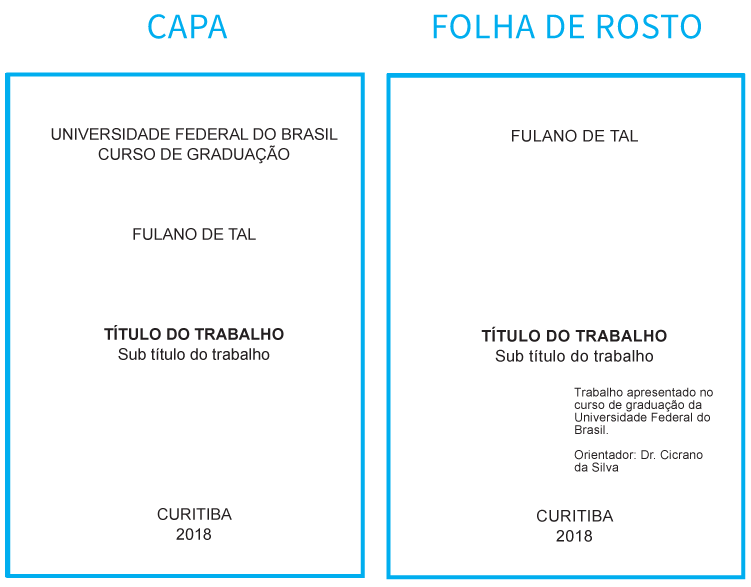 CAPA
UNIVERSIDADE FEDERAL DO BRASIL
CURSO DE GRADUAÇÃO
FULANO DE TAL
TÍTULO DO TRABALHO
Sub título do trabalho
CURITIBA
2018
FOLHA DE ROSTO
FULANO DE TAL
TÍTULO DO TRABALHO
Sub título do trabalho
Trabalho apresentado no
curso de graduação da
Universidade Federal do
Brasil.
Orientador: Dr. Cicrano
da Silva
CURITIBA
2018